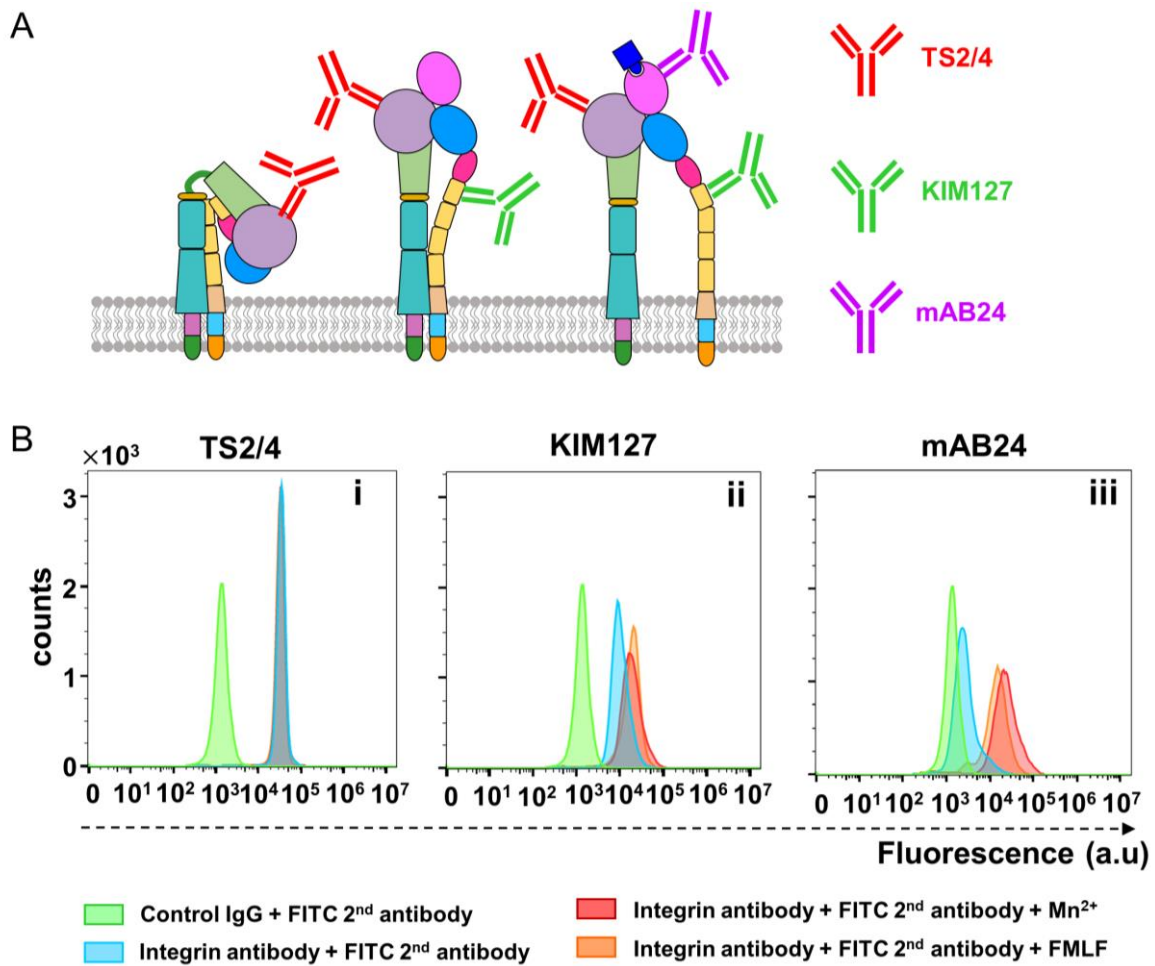 A
TS2/4
KIM127
mAB24
B
×10³
TS2/4
KIM127
mAB24
i
ii
iii
3
2
1
0
counts
0 10¹ 10² 10³ 10⁴ 10⁵ 10⁶ 10⁷
0 10¹ 10² 10³ 10⁴ 10⁵ 10⁶ 10⁷
0 10¹ 10² 10³ 10⁴ 10⁵ 10⁶ 10⁷
Fluorescence (a.u)
Control IgG + FITC 2ⁿᵈ antibody
Integrin antibody + FITC 2ⁿᵈ antibody
Integrin antibody + FITC 2ⁿᵈ antibody + Mn²⁺
Integrin antibody + FITC 2ⁿᵈ antibody + FMLF